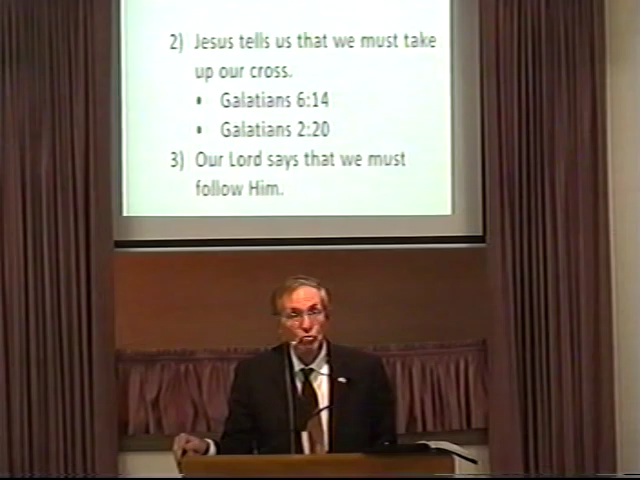 2) Jesus tells us that we must take
up our cross.
• Galatians 6:14
• Galatians 2:20
3) Our Lord says that we must
follow Him.